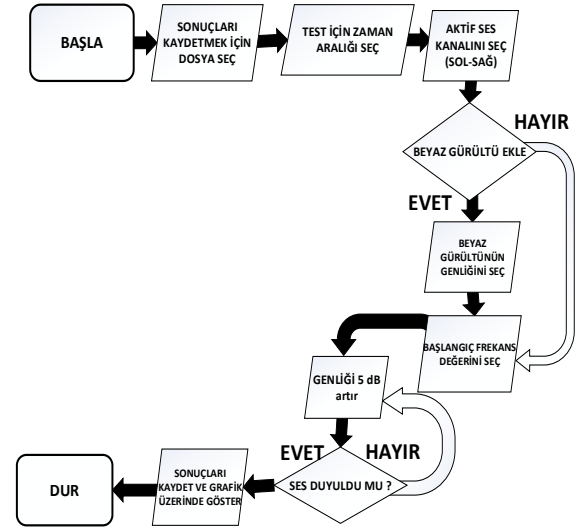 BAŞLA
SONUÇLARI
KAYDETMEK İÇİN
DOSYA SEÇ
TEST İÇİN ZAMAN
ARALIĞI SEÇ
AKTİF SES
KANALINI SEÇ
(SOL-SAĞ)
HAYIR
BEYAZ GÜRÜLTÜ EKLE
EVET
BEYAZ
GÜRÜLTÜNÜN
GENLİĞİNİ SEÇ
BAŞLANGIÇ FREKANS
DEĞERİNİ SEÇ
GENLİĞİ 5 dB
artır
EVET
HAYIR
SES DUYULDU MU ?
SONUÇLARI
KAYDET VE GRAFİK
ÜZERİNDE GÖSTER
DUR